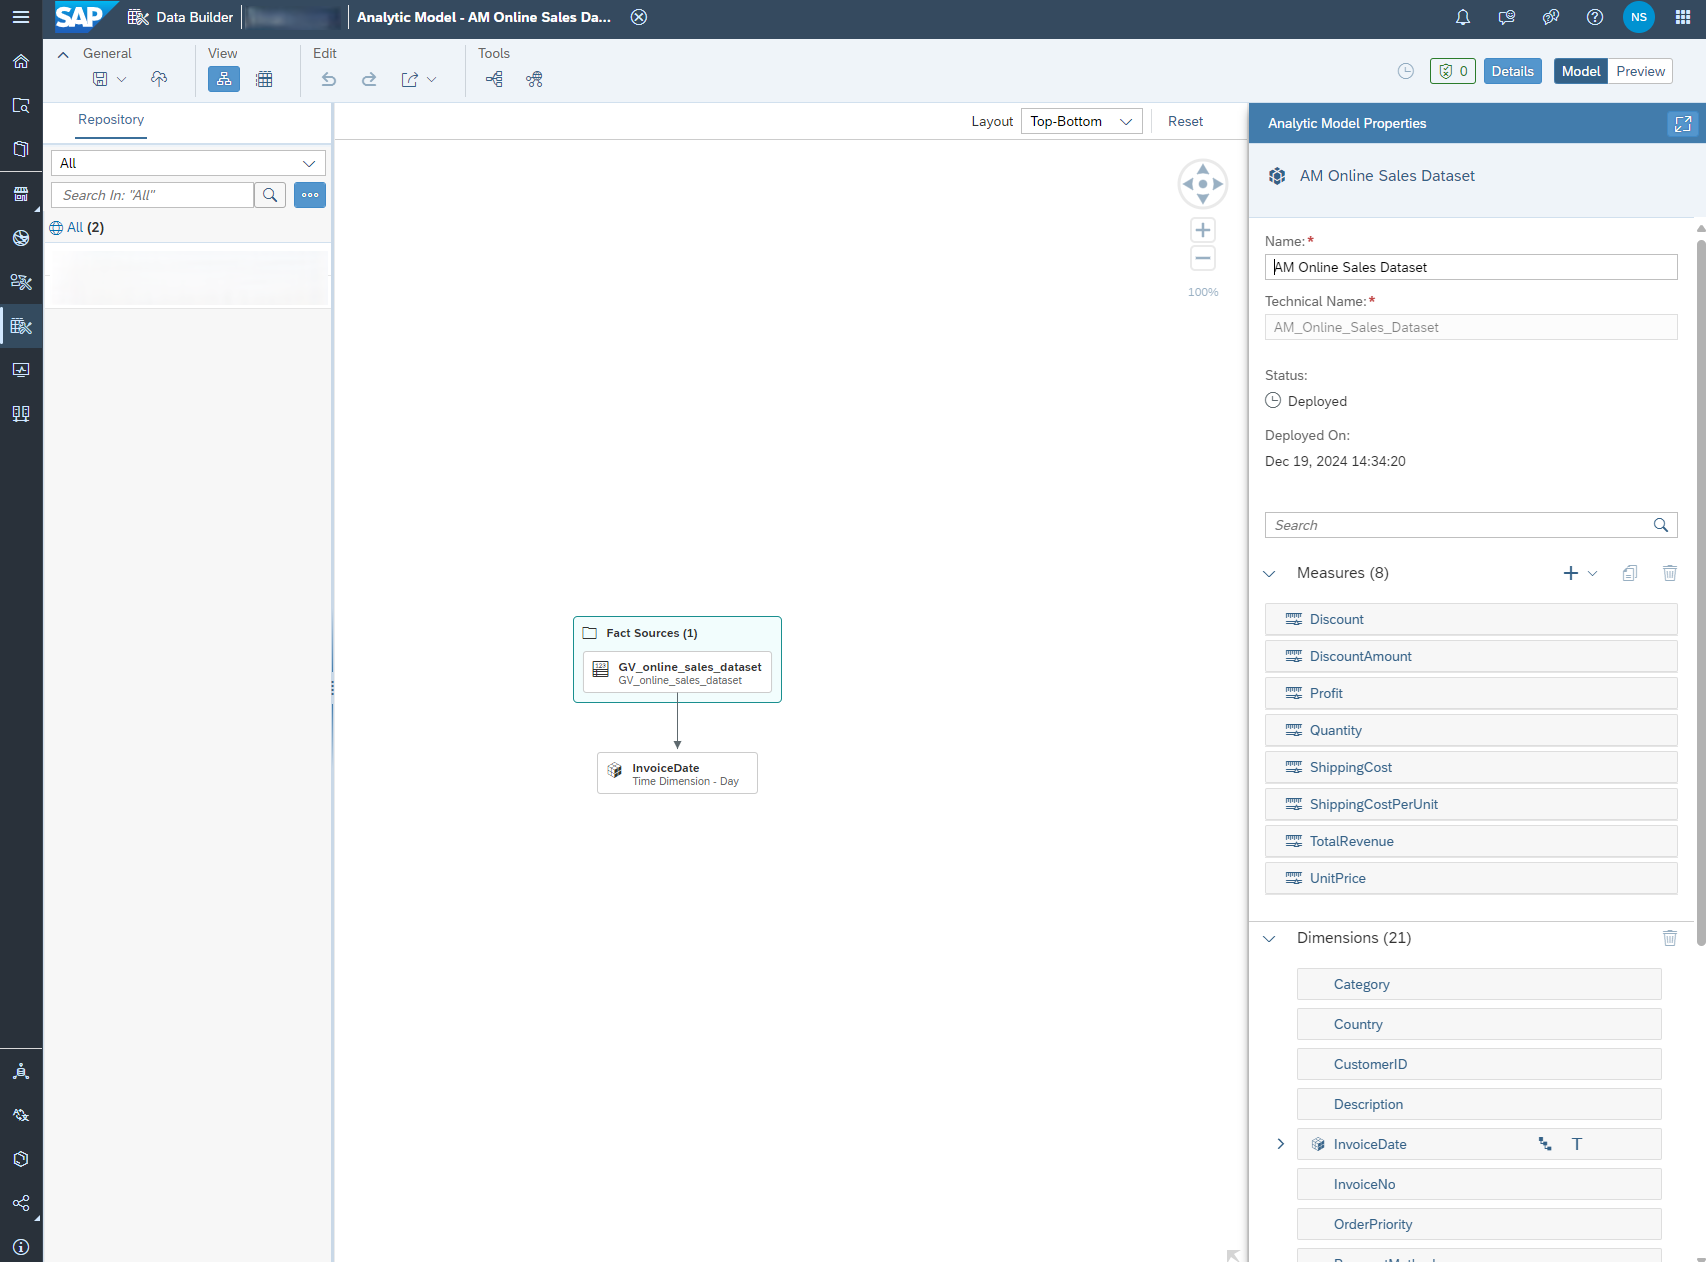 SAP Data Builder Analytic Model - AM Online Sales Da... NS
General View Edit Tools
0 Details Model Preview
Repository
All
Search In: "All"
All (2)
Layout Top-Bottom Reset
100%
Fact Sources (1)
GV_online_sales_dataset
GV_online_sales_dataset
InvoiceDate
Time Dimension - Day
Analytic Model Properties
AM Online Sales Dataset
Name:*
AM Online Sales Dataset
Technical Name:*
AM_Online_Sales_Dataset
Status:
Deployed
Deployed On:
Dec 19, 2024 14:34:20
Search
Measures (8)
Discount
DiscountAmount
Profit
Quantity
ShippingCost
ShippingCostPerUnit
TotalRevenue
UnitPrice
Dimensions (21)
Category
Country
CustomerID
Description
InvoiceDate T
InvoiceNo
OrderPriority